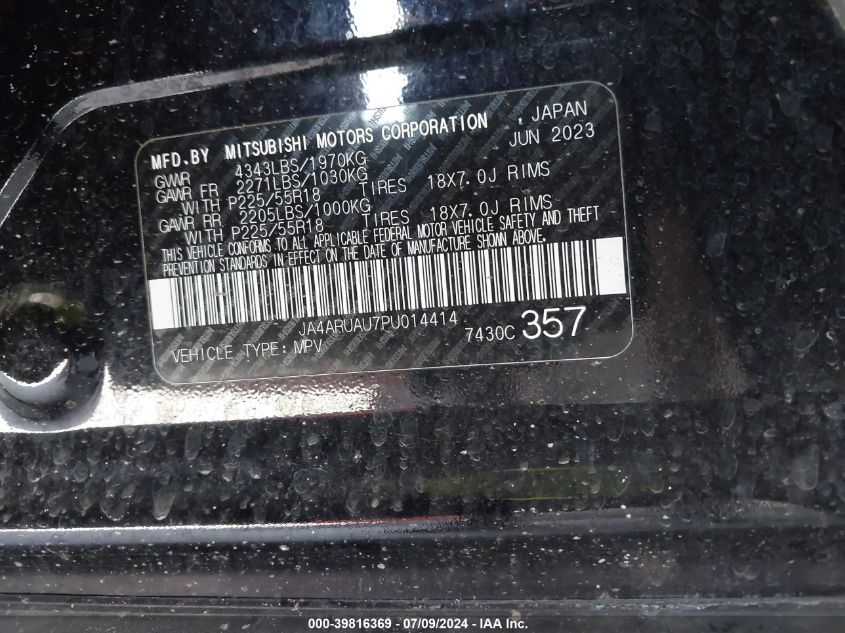 MFD.BY MITSUBISHI MOTORS CORPORATION , JAPAN
GVWR 4343LBS/1970KG JUN 2023
GAWR FR 2271LBS/1030KG
WITH P225/55R18 TIRES 18X7.0J RIMS
GAWR RR 2205LBS/1000KG
WITH P225/55R18 TIRES 18X7.0J RIMS
THIS VEHICLE CONFORMS TO ALL APPLICABLE FEDERAL MOTOR VEHICLE SAFETY AND THEFT
PREVENTION STANDARDS IN EFFECT ON THE DATE OF MANUFACTURE SHOWN ABOVE.
JA4ARUAU7PU014414
VEHICLE TYPE: MPV 7430C 357
000-39816369 - 07/09/2024 - © IAA Inc.